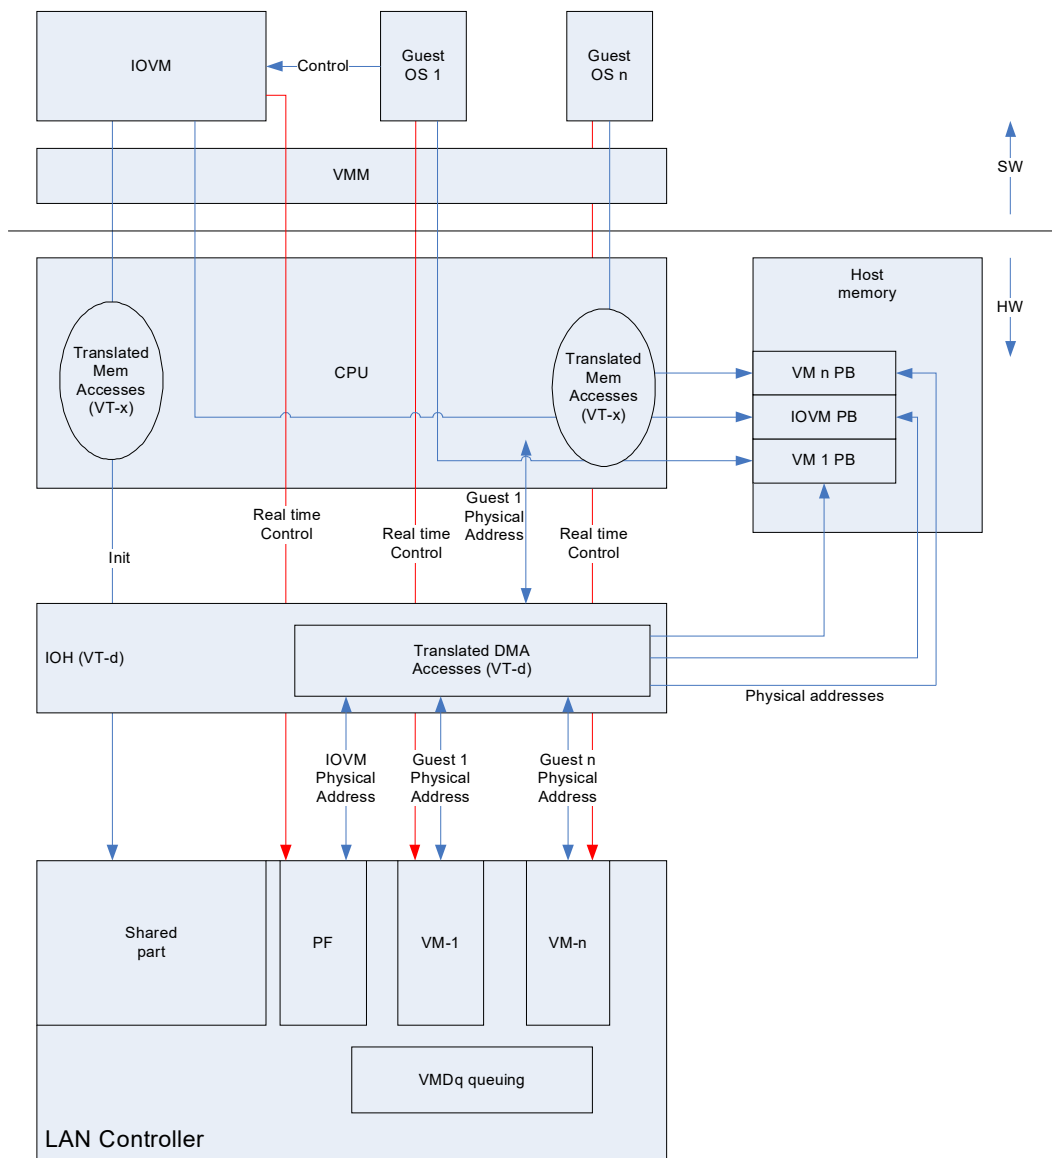 IOVM
Control
Guest
OS 1
Guest
OS n
VMM
SW
HW
Host
memory
Translated
Mem
Accesses
(VT-x)
CPU
Translated
Mem
Accesses
(VT-x)
VM n PB
IOVM PB
VM 1 PB
Guest 1
Physical
Address
Real time
Control
Real time
Control
Real time
Control
Init
IOH (VT-d)
Translated DMA
Accesses (VT-d)
Physical addresses
IOVM
Physical
Address
Guest 1
Physical
Address
Guest n
Physical
Address
Shared
part
PF
VM-1
VM-n
VMDq queuing
LAN Controller